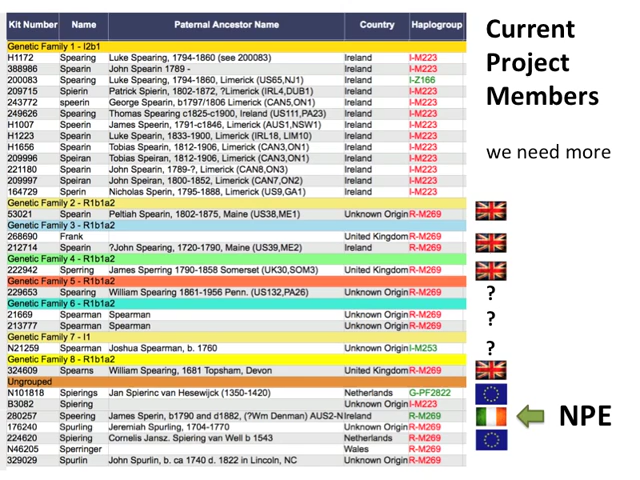 Kit Number Name Paternal Ancestor Name Country Haplogroup
Genetic Family 1 - I2b1
H1172 Spearing Luke Spearing, 1794-1860 (see 200083) Ireland I-M223
388986 Spearin John Spearin 1789 - Ireland I-M223
200083 Spearing Luke Spearing, 1794-1860, Limerick (US65,NJ1) Ireland I-Z166
209715 Spierin Patrick Spierin, 1802-1872, ?Limerick (IRL4,DUB1) Ireland I-M223
243772 speerin George Spearin, b1797/1806 Limerick (CAN5,ON1) Ireland I-M223
249626 Spearing Thomas Spearing c1825-c1900, Ireland (US111,PA23) Ireland I-M223
H1007 Spearin James Speerin, 1791-c1846, Limerick (AUS1,NSW1) Ireland I-M223
H1223 Spearin Luke Spearin, 1833-1900, Limerick (IRL18, LIM10) Ireland I-M223
H1656 Spearin Tobias Spearin, 1812-1906, Limerick (CAN3,ON1) Ireland I-M223
209996 Speiran Tobias Speiran, 1812-1906, Limerick (CAN3,ON1) Ireland I-M223
221180 Spearin John Spearin, 1789-?, Limerick (CAN8,ON3) Ireland I-M223
209997 Speiran John Speiran, 1800-1852, Limerick (CAN7,ON2) Ireland I-M223
164729 Sperin Nicholas Sperin, 1795-1888, Limerick (US9,GA1) Ireland I-M223
Genetic Family 2 - R1b1a2
53021 Spearin Peltiah Spearin, 1802-1875, Maine (US38,ME1) Unknown Origin R-M269
Genetic Family 3 - R1b1a2
268690 Frank United Kingdom R-M269
212714 Spearin ?John Spearing, 1720-1790, Maine (US39,ME2) Ireland R-M269
Genetic Family 4 - R1b1a2
222942 Sperring James Sperring 1790-1858 Somerset (UK30,SOM3) United Kingdom R-M269
Genetic Family 5 - R1b1a2
229653 Spearing William Spearing 1861-1956 Penn. (US132,PA26) Unknown Origin R-M269
Genetic Family 6 - R1b1a2
21669 Spearman Spearman Unknown Origin R-M269
213777 Spearman Spearman Unknown Origin R-M269
Genetic Family 7 - I1
N21259 Spearman Joshua Spearman, b. 1760 Unknown Origin I-M253
Genetic Family 8 - R1b1a2
324609 Spearns William Spearing, 1681 Topsham, Devon United Kingdom R-M269
Ungrouped
N101818 Spierings Jan Spierinc van Hesewijck (1350-1420) Netherlands G-PF2822
B3082 Spiering Unknown Origin I-M223
280257 Speering James Sperin, b1790 and d1882, (?Wm Denman) AUS2-N Ireland R-M269
176240 Spurling Jeremiah Spurling, 1704-1770 Unknown Origin R-M269
224620 Spiering Cornelis Jansz. Spiering van Well b 1543 Netherlands R-M269
N46205 Sperringer Wales R-M269
329029 Spurlin John Spurlin, b. ca 1740 d. 1822 in Lincoln, NC Unknown Origin R-M269
Current
Project
Members
we need more
?
?
?
NPE